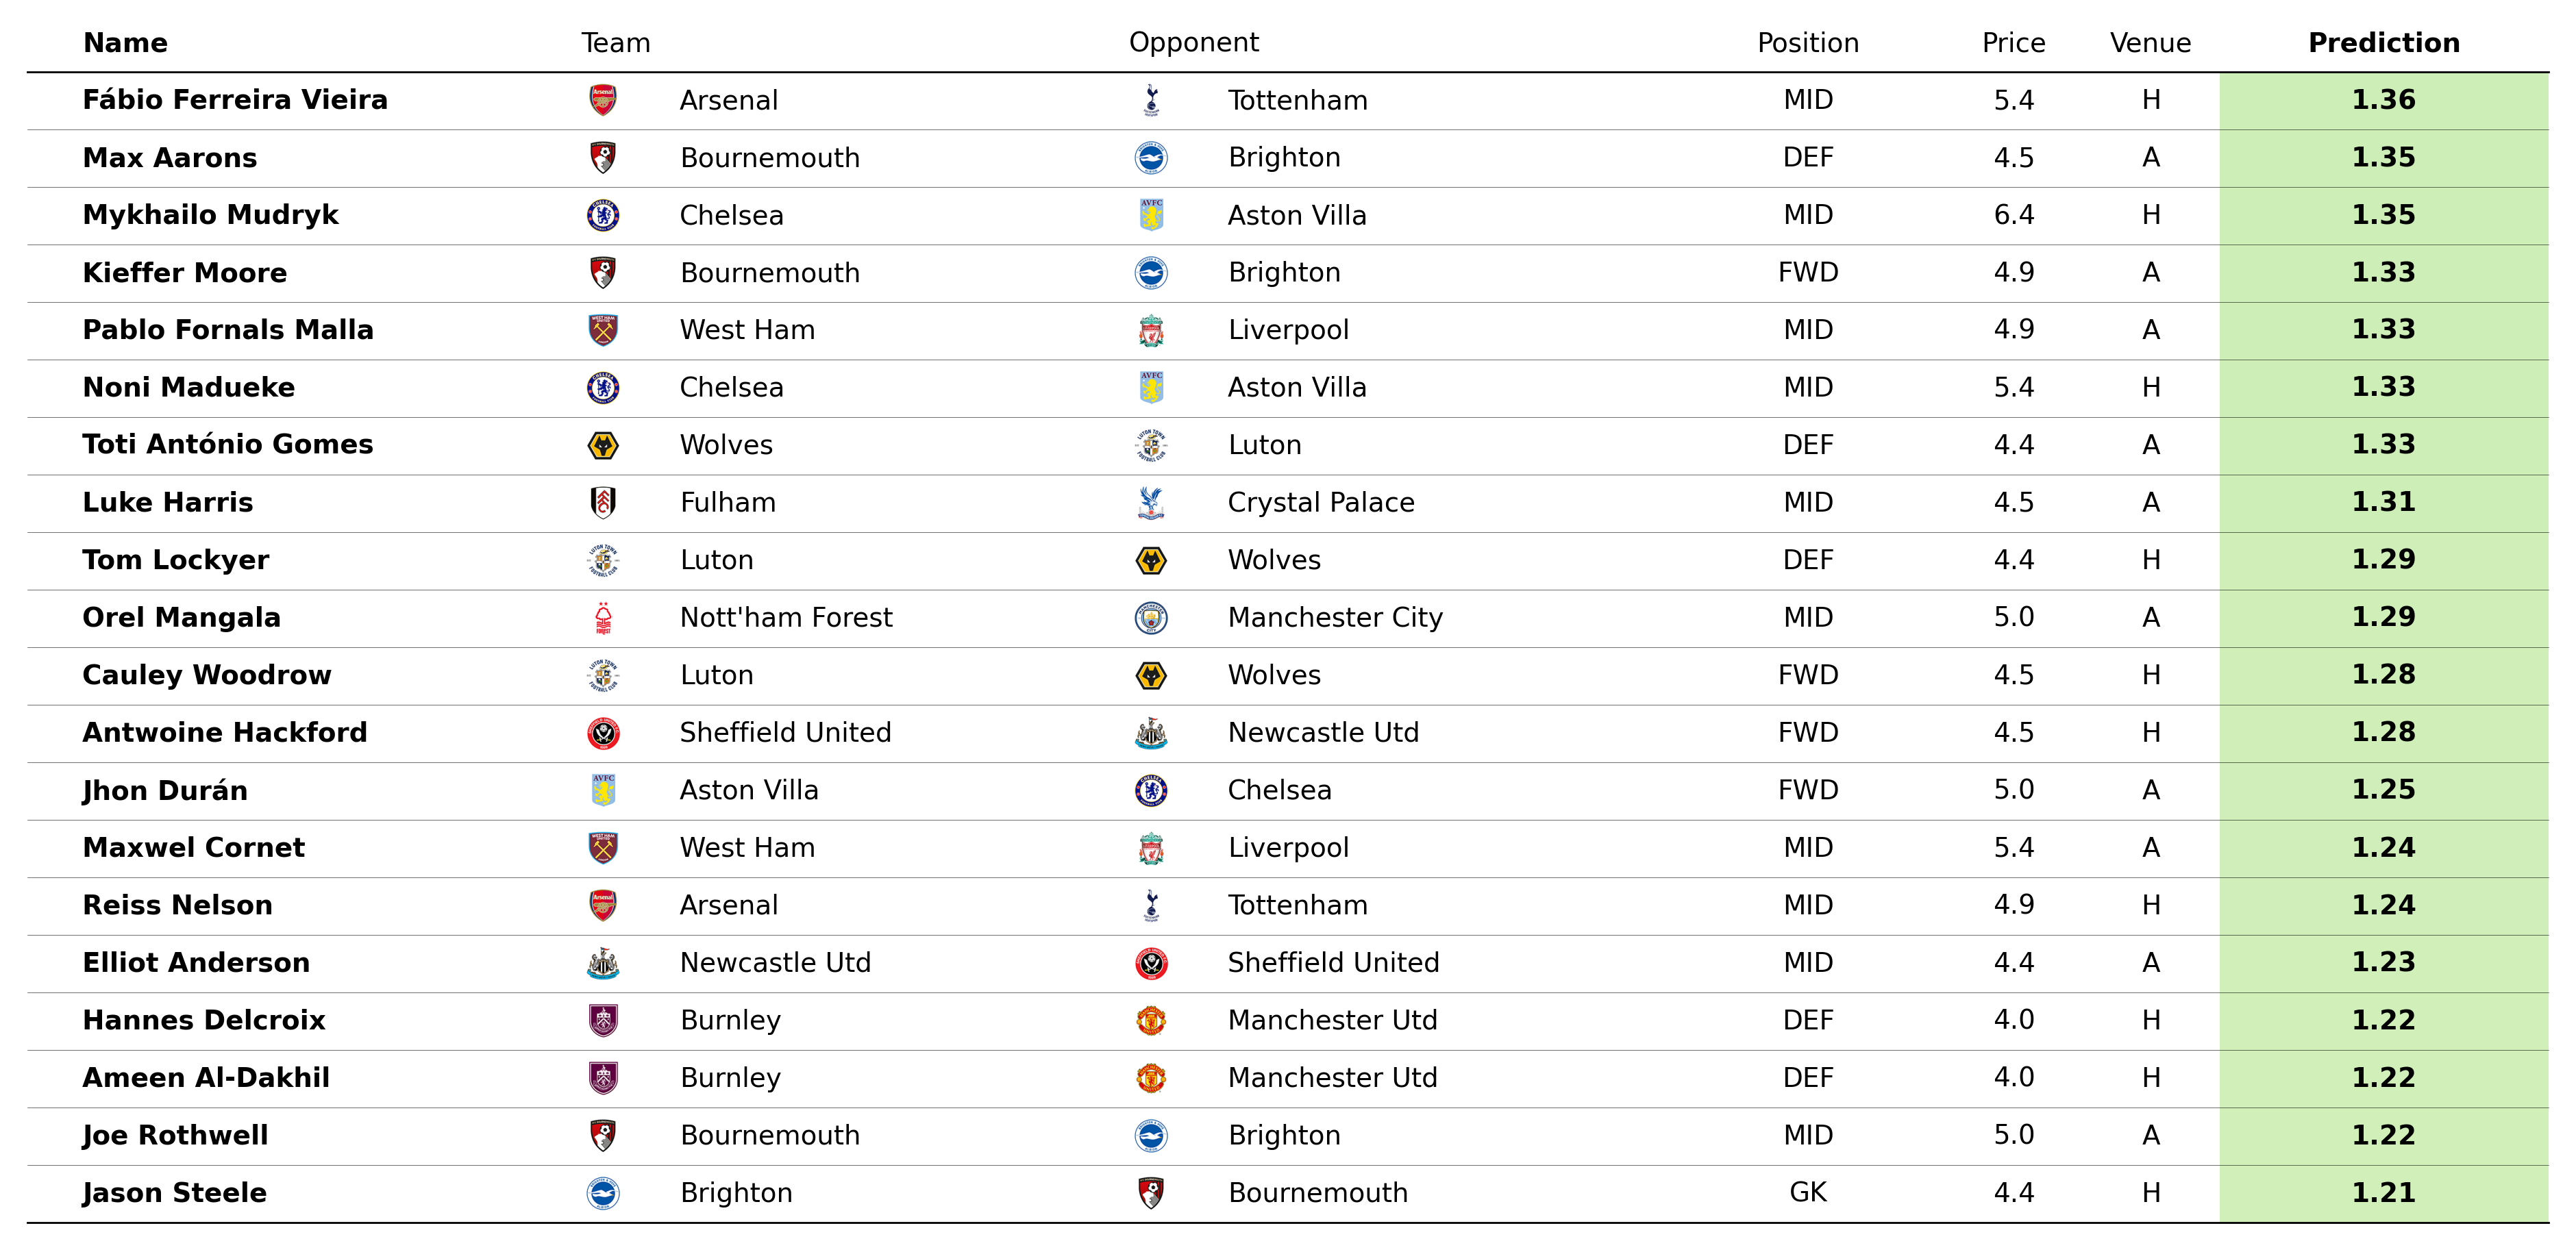 Name Team Opponent Position Price Venue Prediction
Fábio Ferreira Vieira Arsenal Tottenham MID 5.4 H 1.36
Max Aarons Bournemouth Brighton DEF 4.5 A 1.35
Mykhailo Mudryk Chelsea Aston Villa MID 6.4 H 1.35
Kieffer Moore Bournemouth Brighton FWD 4.9 A 1.33
Pablo Fornals Malla West Ham Liverpool MID 4.9 A 1.33
Noni Madueke Chelsea Aston Villa MID 5.4 H 1.33
Toti António Gomes Wolves Luton DEF 4.4 A 1.33
Luke Harris Fulham Crystal Palace MID 4.5 A 1.31
Tom Lockyer Luton Wolves DEF 4.4 H 1.29
Orel Mangala Nott'ham Forest Manchester City MID 5.0 A 1.29
Cauley Woodrow Luton Wolves FWD 4.5 H 1.28
Antwoine Hackford Sheffield United Newcastle Utd FWD 4.5 H 1.28
Jhon Durán Aston Villa Chelsea FWD 5.0 A 1.25
Maxwel Cornet West Ham Liverpool MID 5.4 A 1.24
Reiss Nelson Arsenal Tottenham MID 4.9 H 1.24
Elliot Anderson Newcastle Utd Sheffield United MID 4.4 A 1.23
Hannes Delcroix Burnley Manchester Utd DEF 4.0 H 1.22
Ameen Al-Dakhil Burnley Manchester Utd DEF 4.0 H 1.22
Joe Rothwell Bournemouth Brighton MID 5.0 A 1.22
Jason Steele Brighton Bournemouth GK 4.4 H 1.21